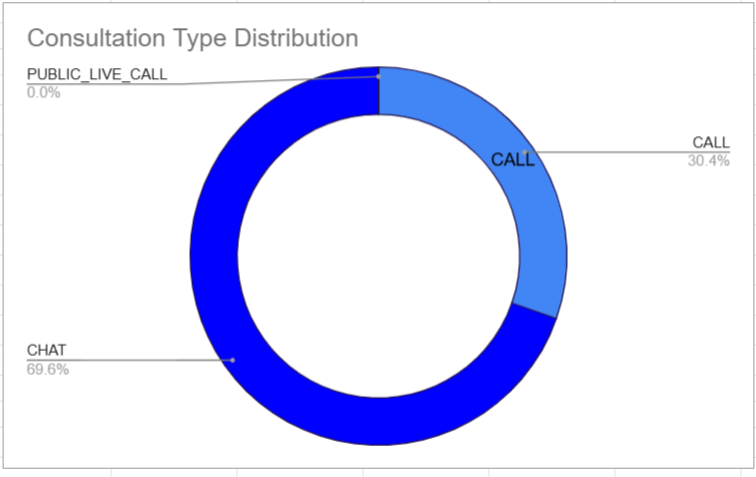 Consultation Type Distribution
PUBLIC_LIVE_CALL
0.0%
CALL
30.4%
CALL
CHAT
69.6%